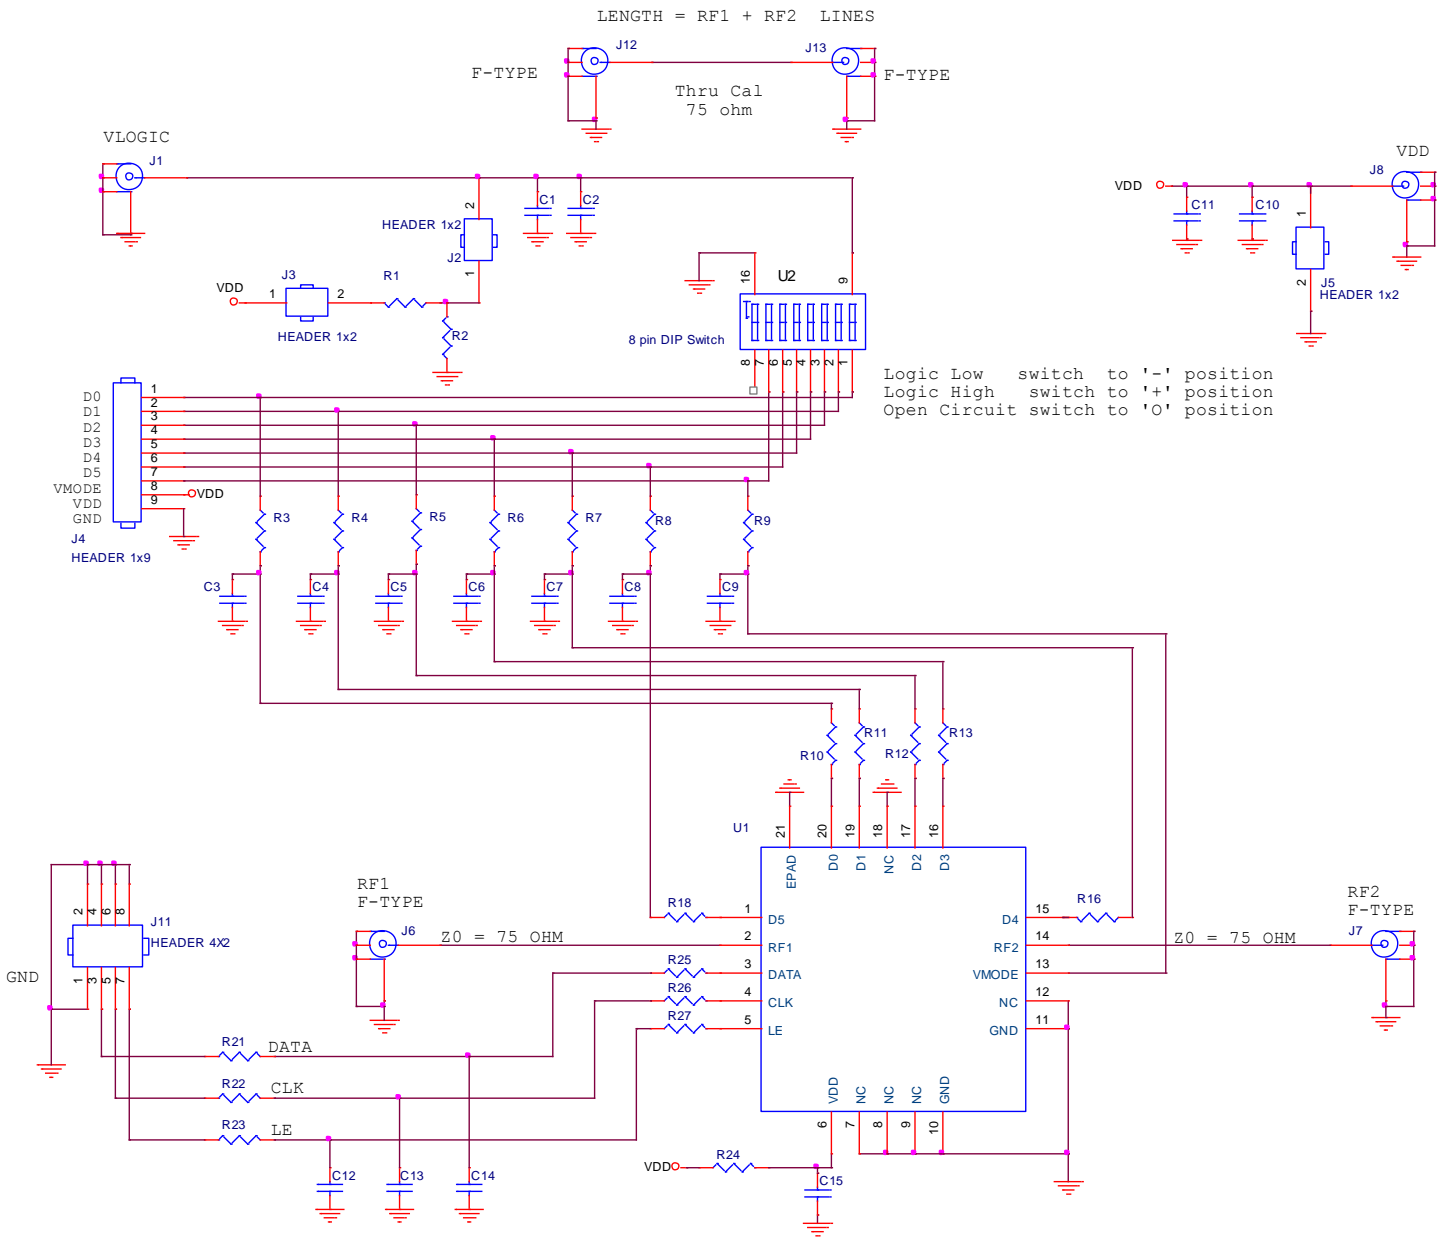 LENGTH = RF1 + RF2 LINES
J12
J13
F-TYPE
F-TYPE
Thru Cal
75 ohm
VLOGIC
J1
VDD
J8
VDD
C11
C10
1
2
J5
HEADER 1x2
2
HEADER 1x2
J2
1
C1
C2
J3
R1
VDD
1
2
HEADER 1x2
R2
16
U2
9
8 pin DIP Switch
8
7
6
5
4
3
2
1
Logic Low switch to '-' position
Logic High switch to '+' position
Open Circuit switch to 'O' position
D0
D1
D2
D3
D4
D5
VMODE
VDD
GND
1
2
3
4
5
6
7
8
9
VDD
J4
HEADER 1x9
R3
R4
R5
R6
R7
R8
R9
C3
C4
C5
C6
C7
C8
C9
R10
R11
R12
R13
U1
21
20
19
18
17
16
EPAD
D0
D1
NC
D2
D3
RF1
F-TYPE
J6
Z0 = 75 OHM
R18
R25
R26
R27
1
2
3
4
5
D5
RF1
DATA
CLK
LE
D4
RF2
VMODE
NC
GND
15
14
13
12
11
R16
Z0 = 75 OHM
RF2
F-TYPE
J7
2
4
6
8
J11
HEADER 4X2
1
3
5
7
GND
R21
DATA
R22
CLK
R23
LE
C12
C13
C14
VDD
NC
NC
NC
GND
6
7
8
9
10
VDD
R24
C15